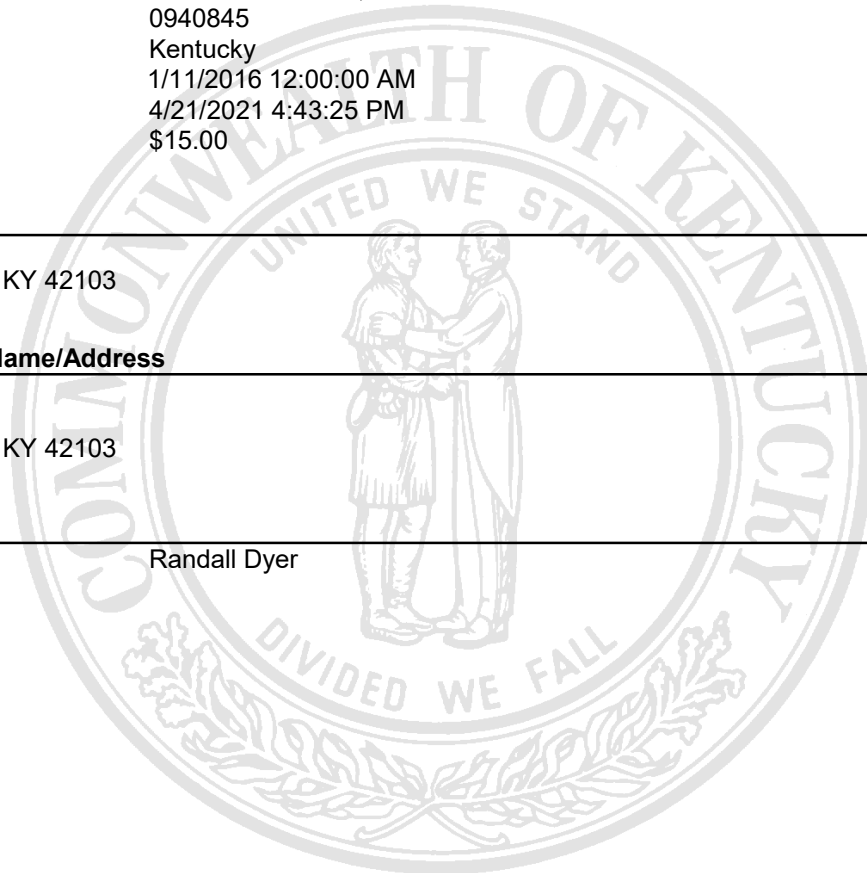 0940845
Kentucky
1/11/2016 12:00:00 AM
4/21/2021 4:43:25 PM
$15.00
COMMONWEALTH OF KENTUCKY
UNITED WE STAND
KY 42103
ame/Address
KY 42103
Randall Dyer
DIVIDED WE FALL